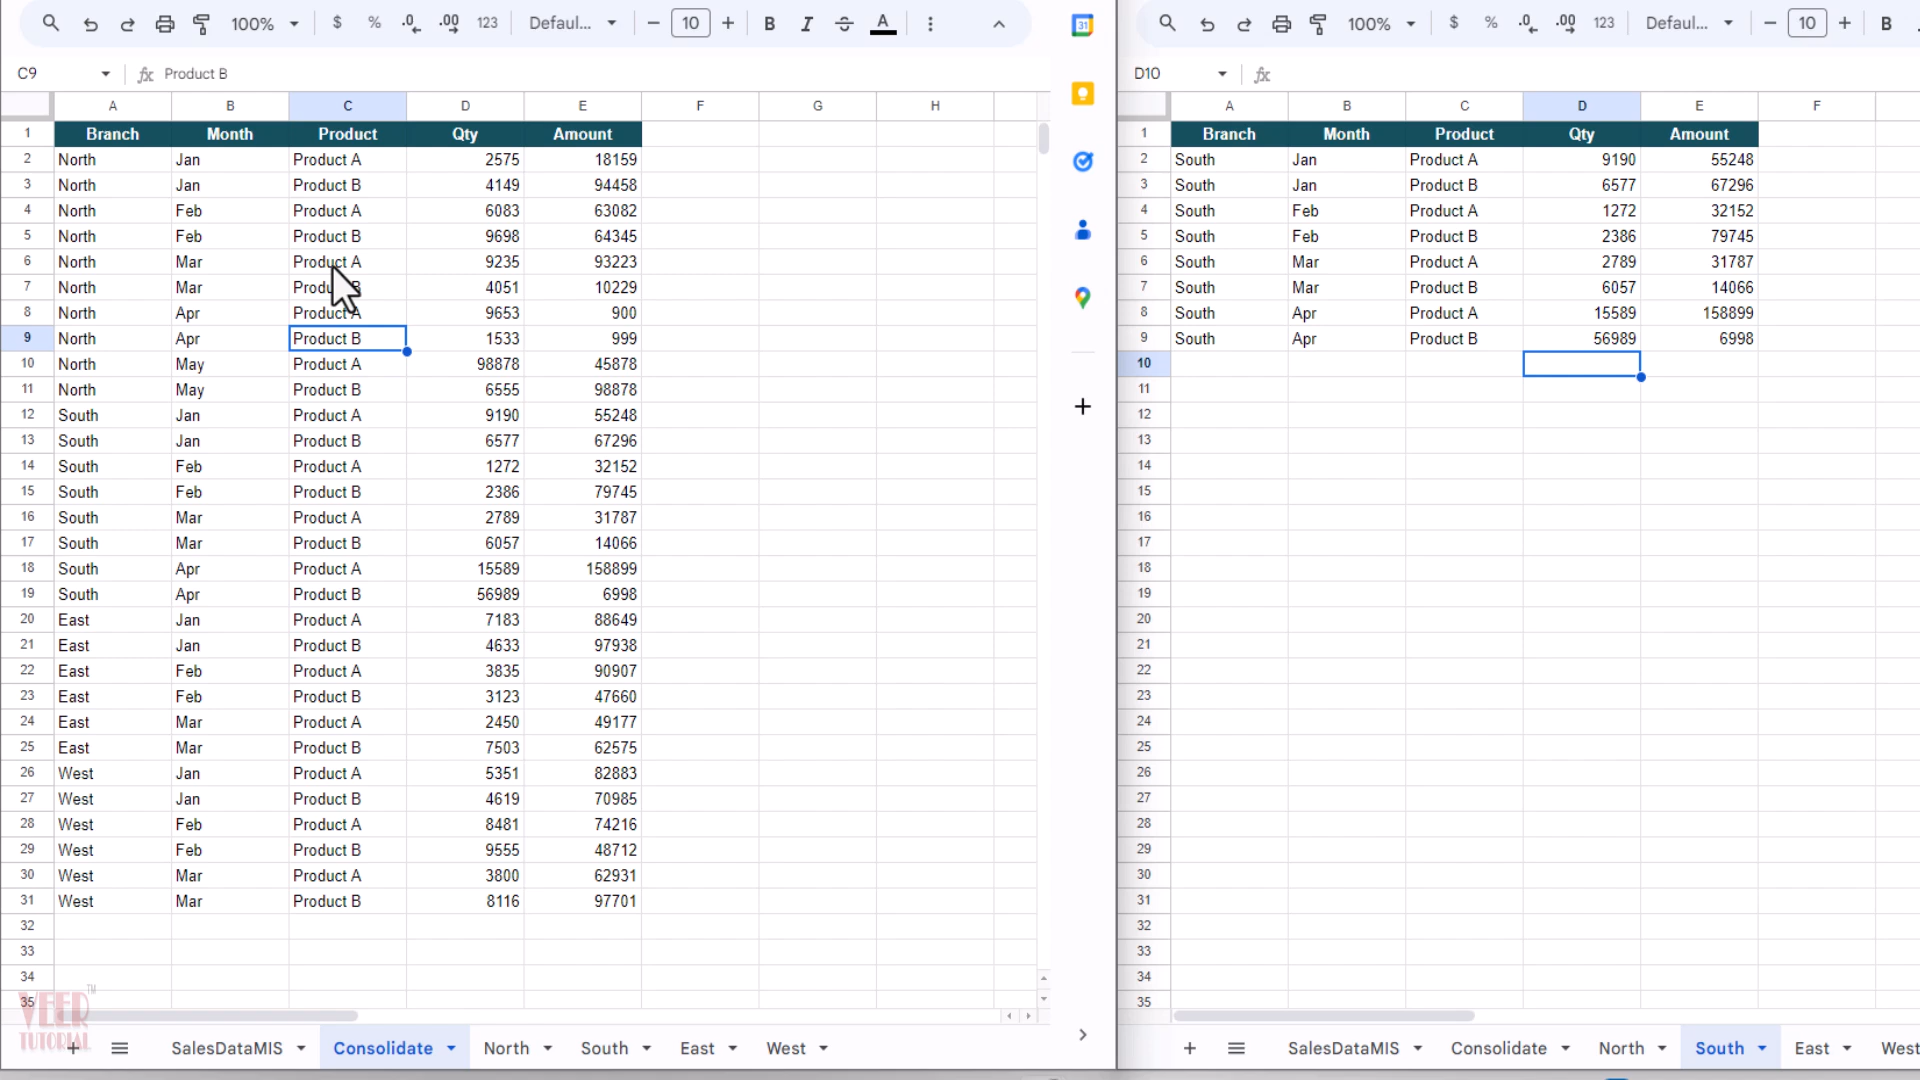 100% $ % .0 .00 123 Defaul... − 10 + B I S A
C9 fx Product B
A B C D E F G H
1 Branch Month Product Qty Amount
2 North Jan Product A 2575 18159
3 North Jan Product B 4149 94458
4 North Feb Product A 6083 63082
5 North Feb Product B 9698 64345
6 North Mar Product A 9235 93223
7 North Mar Product B 4051 10229
8 North Apr Product A 9653 900
9 North Apr Product B 1533 999
10 North May Product A 98878 45878
11 North May Product B 6555 98878
12 South Jan Product A 9190 55248
13 South Jan Product B 6577 67296
14 South Feb Product A 1272 32152
15 South Feb Product B 2386 79745
16 South Mar Product A 2789 31787
17 South Mar Product B 6057 14066
18 South Apr Product A 15589 158899
19 South Apr Product B 56989 6998
20 East Jan Product A 7183 88649
21 East Jan Product B 4633 97938
22 East Feb Product A 3835 90907
23 East Feb Product B 3123 47660
24 East Mar Product A 2450 49177
25 East Mar Product B 7503 62575
26 West Jan Product A 5351 82883
27 West Jan Product B 4619 70985
28 West Feb Product A 8481 74216
29 West Feb Product B 9555 48712
30 West Mar Product A 3800 62931
31 West Mar Product B 8116 97701
32
33
34
35
VEER TM
TUTORIAL
+ SalesDataMIS Consolidate North South East West
31
100% $ % .0 .00 123 Defaul... − 10 + B
D10 fx
A B C D E F
1 Branch Month Product Qty Amount
2 South Jan Product A 9190 55248
3 South Jan Product B 6577 67296
4 South Feb Product A 1272 32152
5 South Feb Product B 2386 79745
6 South Mar Product A 2789 31787
7 South Mar Product B 6057 14066
8 South Apr Product A 15589 158899
9 South Apr Product B 56989 6998
10
11
12
13
14
15
16
17
18
19
20
21
22
23
24
25
26
27
28
29
30
31
32
33
34
35
+ SalesDataMIS Consolidate North South East West